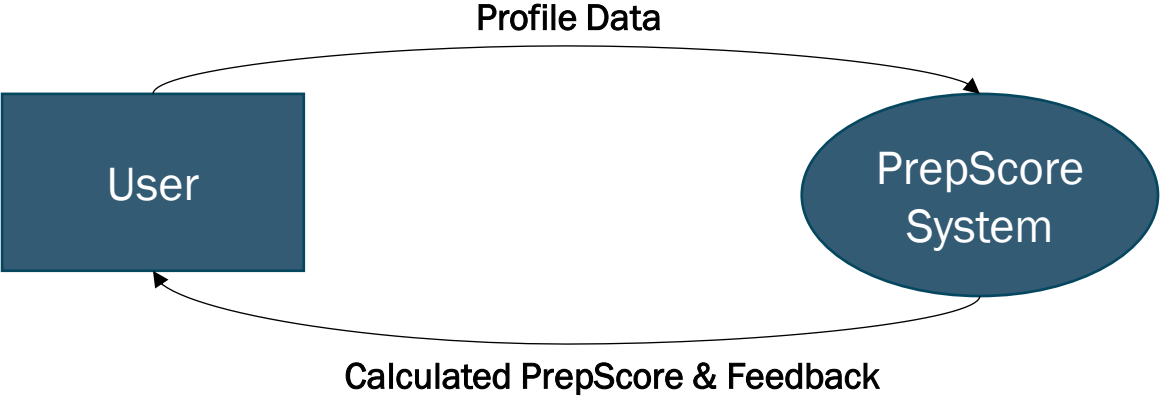 Profile Data
User
PrepScore
System
Calculated PrepScore & Feedback